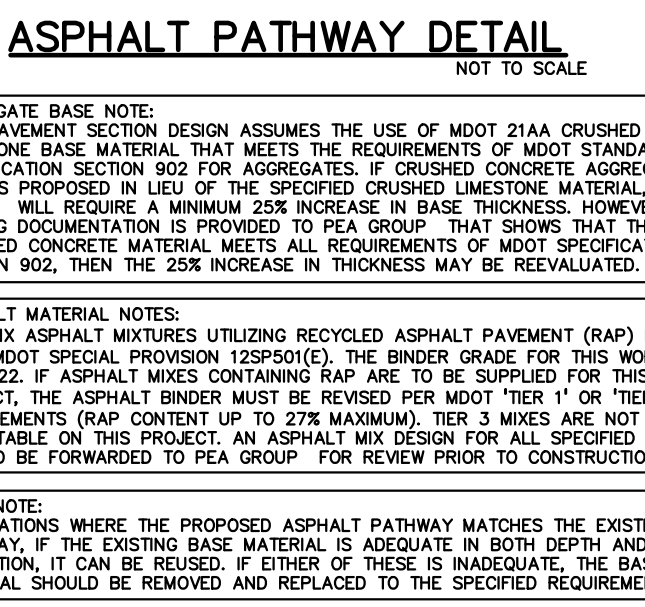 ASPHALT PATHWAY DETAIL
NOT TO SCALE
GATE BASE NOTE:
AVEMENT SECTION DESIGN ASSUMES THE USE OF MDOT 21AA CRUSHED
ONE BASE MATERIAL THAT MEETS THE REQUIREMENTS OF MDOT STANDA
ICATION SECTION 902 FOR AGGREGATES. IF CRUSHED CONCRETE AGGREG
S PROPOSED IN LIEU OF THE SPECIFIED CRUSHED LIMESTONE MATERIAL,
WILL REQUIRE A MINIMUM 25% INCREASE IN BASE THICKNESS. HOWEVE
G DOCUMENTATION IS PROVIDED TO PEA GROUP THAT SHOWS THAT TH
ED CONCRETE MATERIAL MEETS ALL REQUIREMENTS OF MDOT SPECIFICAT
N 902, THEN THE 25% INCREASE IN THICKNESS MAY BE REEVALUATED.
LT MATERIAL NOTES:
IX ASPHALT MIXTURES UTILIZING RECYCLED ASPHALT PAVEMENT (RAP)
MDOT SPECIAL PROVISION 12SP501(E). THE BINDER GRADE FOR THIS WO
22. IF ASPHALT MIXES CONTAINING RAP ARE TO BE SUPPLIED FOR THIS
CT, THE ASPHALT BINDER MUST BE REVISED PER MDOT 'TIER 1' OR 'TIE
EMENTS (RAP CONTENT UP TO 27% MAXIMUM). TIER 3 MIXES ARE NOT
TABLE ON THIS PROJECT. AN ASPHALT MIX DESIGN FOR ALL SPECIFIED
D BE FORWARDED TO PEA GROUP FOR REVIEW PRIOR TO CONSTRUCTIO
NOTE:
ATIONS WHERE THE PROPOSED ASPHALT PATHWAY MATCHES THE EXISTI
AY, IF THE EXISTING BASE MATERIAL IS ADEQUATE IN BOTH DEPTH AND
TION, IT CAN BE REUSED. IF EITHER OF THESE IS INADEQUATE, THE BAS
AL SHOULD BE REMOVED AND REPLACED TO THE SPECIFIED REQUIREME